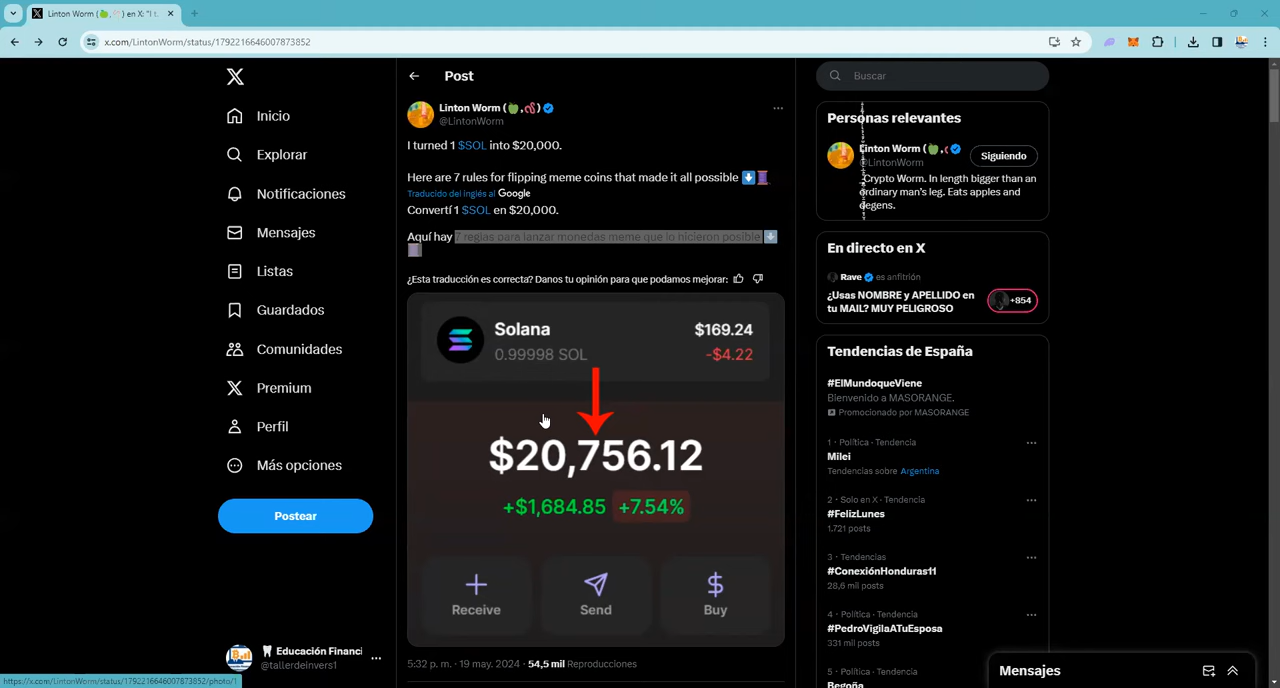 Linton Worm (🍏,🪱) en X: "I t
x.com/LintonWorm/status/1792216646007873852
Inicio
Explorar
Notificaciones
Mensajes
Listas
Guardados
Comunidades
Premium
Perfil
Más opciones
Postear
Educación Financi
@tallerdeinvers1
https://x.com/LintonWorm/status/1792216646007873852/photo/1
Post
Linton Worm (🍏,🪱)
@LintonWorm
I turned 1 $SOL into $20,000.
Here are 7 rules for flipping meme coins that made it all possible ⬇️🧵
Traducido del inglés al Google
Convertí 1 $SOL en $20,000.
Aquí hay 7 reglas para lanzar monedas meme que lo hicieron posible ⬇️
🧵
¿Esta traducción es correcta? Danos tu opinión para que podamos mejorar:
Solana
$169.24
0.99998 SOL
-$4.22
$20,756.12
+$1,684.85 +7.54%
Receive
Send
Buy
5:32 p. m. · 19 may. 2024 · 54,5 mil Reproducciones
Buscar
Personas relevantes
Linton Worm (🍏,
@LintonWorm
Siguiendo
Crypto Worm. In length bigger than an
ordinary man's leg. Eats apples and
degens.
En directo en X
Rave es anfitrión
¿Usas NOMBRE y APELLIDO en
tu MAIL? MUY PELIGROSO
+854
Tendencias de España
#ElMundoqueViene
Bienvenido a MASORANGE.
Promocionado por MASORANGE
1 · Política · Tendencia
Milei
Tendencias sobre Argentina
2 · Solo en X · Tendencia
#FelizLunes
1.721 posts
3 · Tendencias
#ConexiónHonduras11
28,6 mil posts
4 · Política · Tendencia
#PedroVigilaATuEsposa
331 mil posts
5 · Política · Tendencia
Begoña
Mensajes